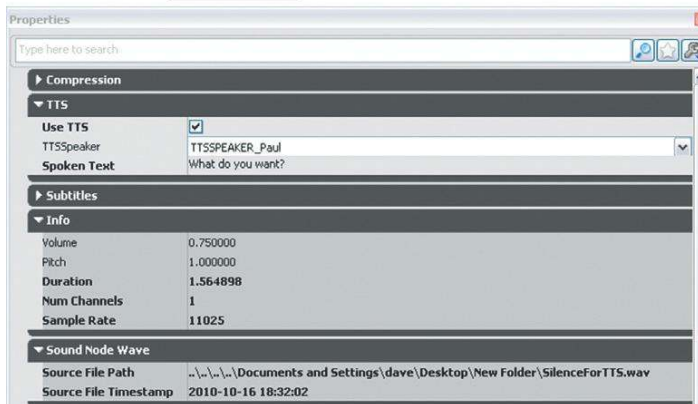 Properties
Type here to search
Compression
TTS
Use TTS
TTSSpeaker TTSSPEAKER_Paul
Spoken Text What do you want?
Subtitles
Info
Volume 0.750000
Pitch 1.000000
Duration 1.564898
Num Channels 1
Sample Rate 11025
Sound Node Wave
Source File Path ..\..\..\..\Documents and Settings\dave\Desktop\New Folder\SilenceForTTS.wav
Source File Timestamp 2010-10-16 18:32:02